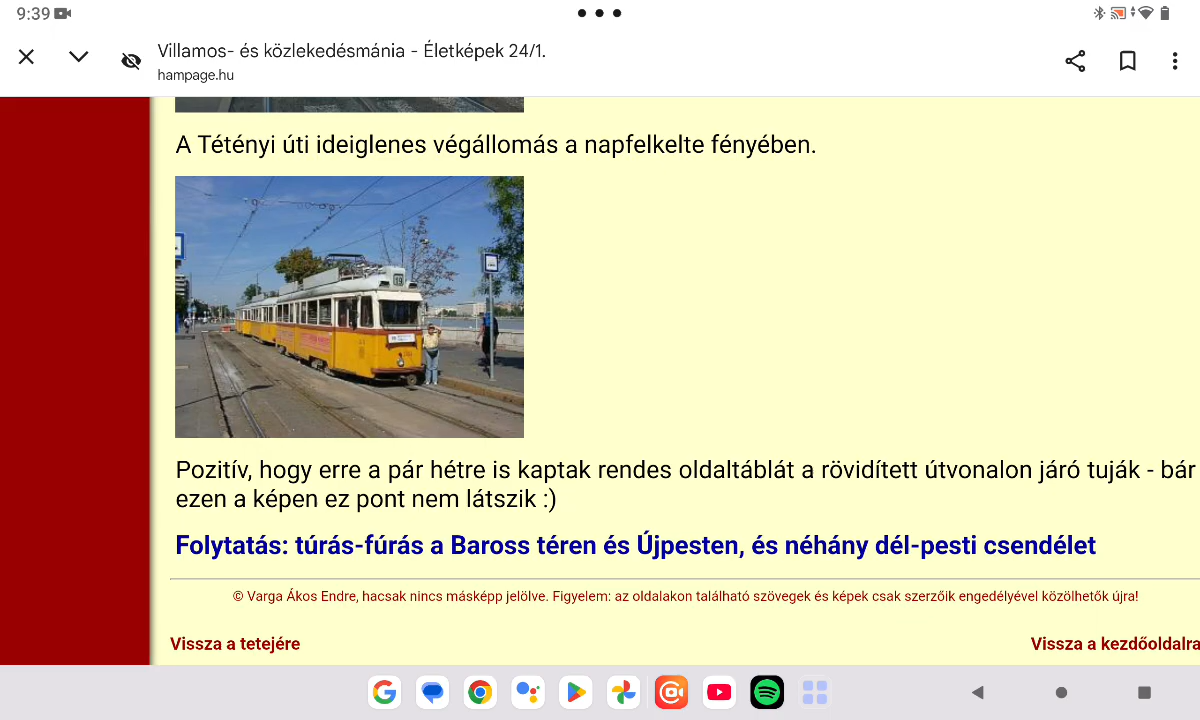 9:39
Villamos- és közlekedésmánia - Életképek 24/1.
hampage.hu
A Tétényi úti ideiglenes végállomás a napfelkelte fényében.
19
Pozitív, hogy erre a pár hétre is kaptak rendes oldaltáblát a rövidített útvonalon járó tuják - bár
ezen a képen ez pont nem látszik :)
Folytatás: túrás-fúrás a Baross téren és Újpesten, és néhány dél-pesti csendélet
© Varga Ákos Endre, hacsak nincs másképp jelölve. Figyelem: az oldalakon található szövegek és képek csak szerzőik engedélyével közölhetők újra!
Vissza a tetejére
Vissza a kezdőoldalra